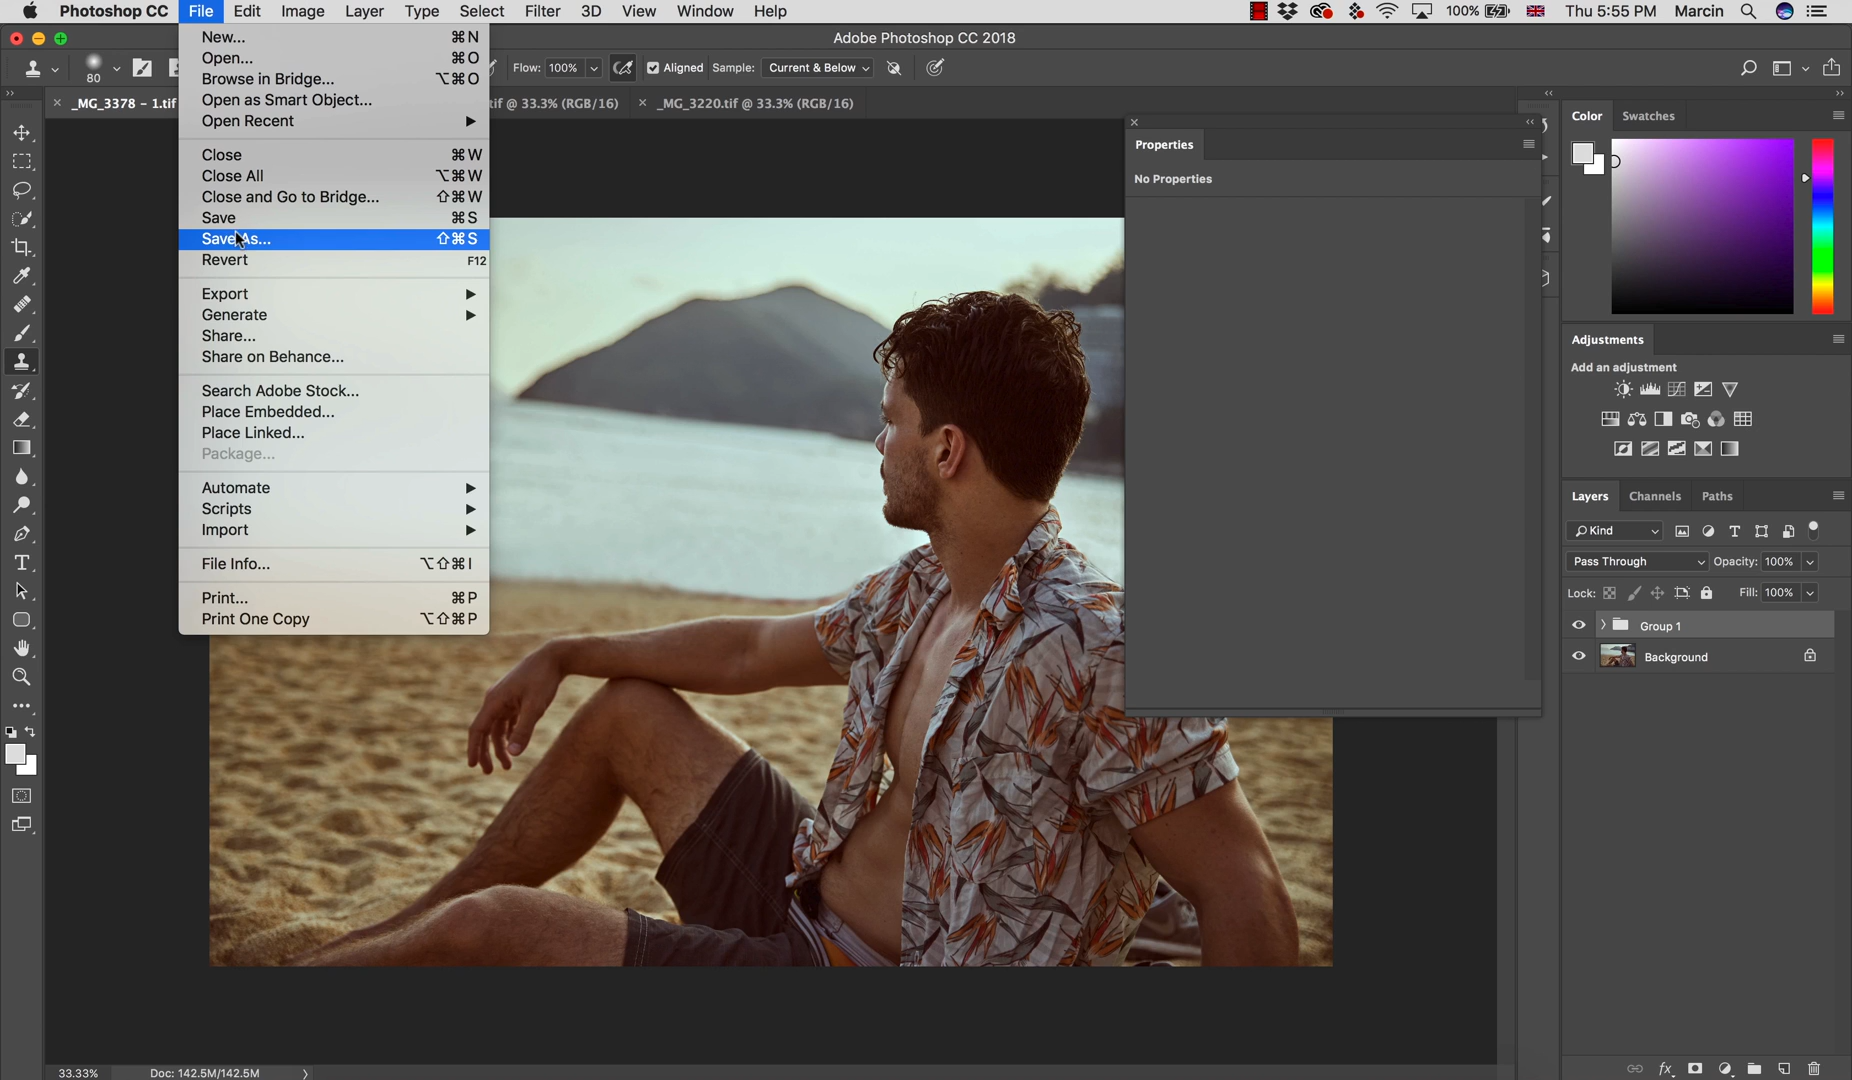 Photoshop CC File Edit Image Layer Type Select Filter 3D View Window Help 100% Thu 5:55 PM Marcin
Adobe Photoshop CC 2018
80 Flow: 100% Aligned Sample: Current & Below
_MG_3378 - 1.tif tif @ 33.3% (RGB/16) _MG_3220.tif @ 33.3% (RGB/16)
New... ⌘N
Open... ⌘O
Browse in Bridge... ⌥⌘O
Open as Smart Object...
Open Recent
Close ⌘W
Close All ⌥⌘W
Close and Go to Bridge... ⇧⌘W
Save ⌘S
Save As... ⇧⌘S
Revert F12
Export
Generate
Share...
Share on Behance...
Search Adobe Stock...
Place Embedded...
Place Linked...
Package...
Automate
Scripts
Import
File Info... ⌥⇧⌘I
Print... ⌘P
Print One Copy ⌥⇧⌘P
Properties
No Properties
Color Swatches
Adjustments
Add an adjustment
Layers Channels Paths
Kind
Pass Through Opacity: 100%
Lock: Fill: 100%
Group 1
Background
33.33% Doc: 142.5M/142.5M